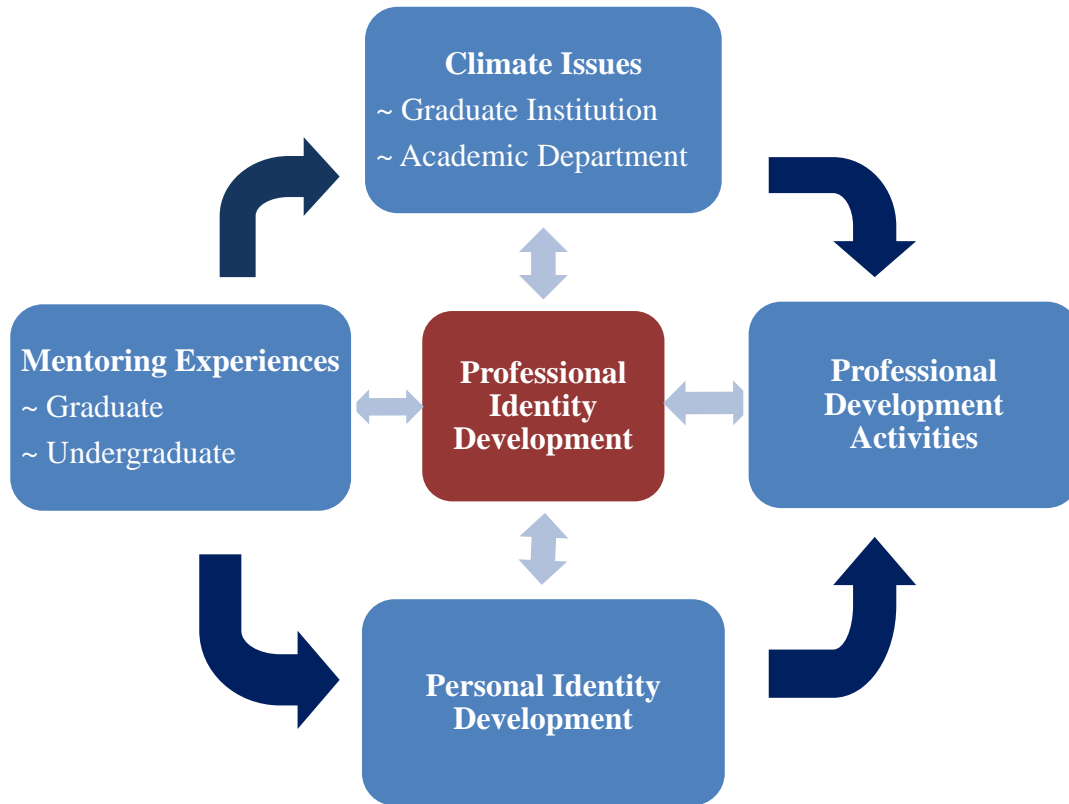 Climate Issues
~ Graduate Institution
~ Academic Department
Mentoring Experiences
~ Graduate
~ Undergraduate
Professional
Identity
Development
Professional
Development
Activities
Personal Identity
Development